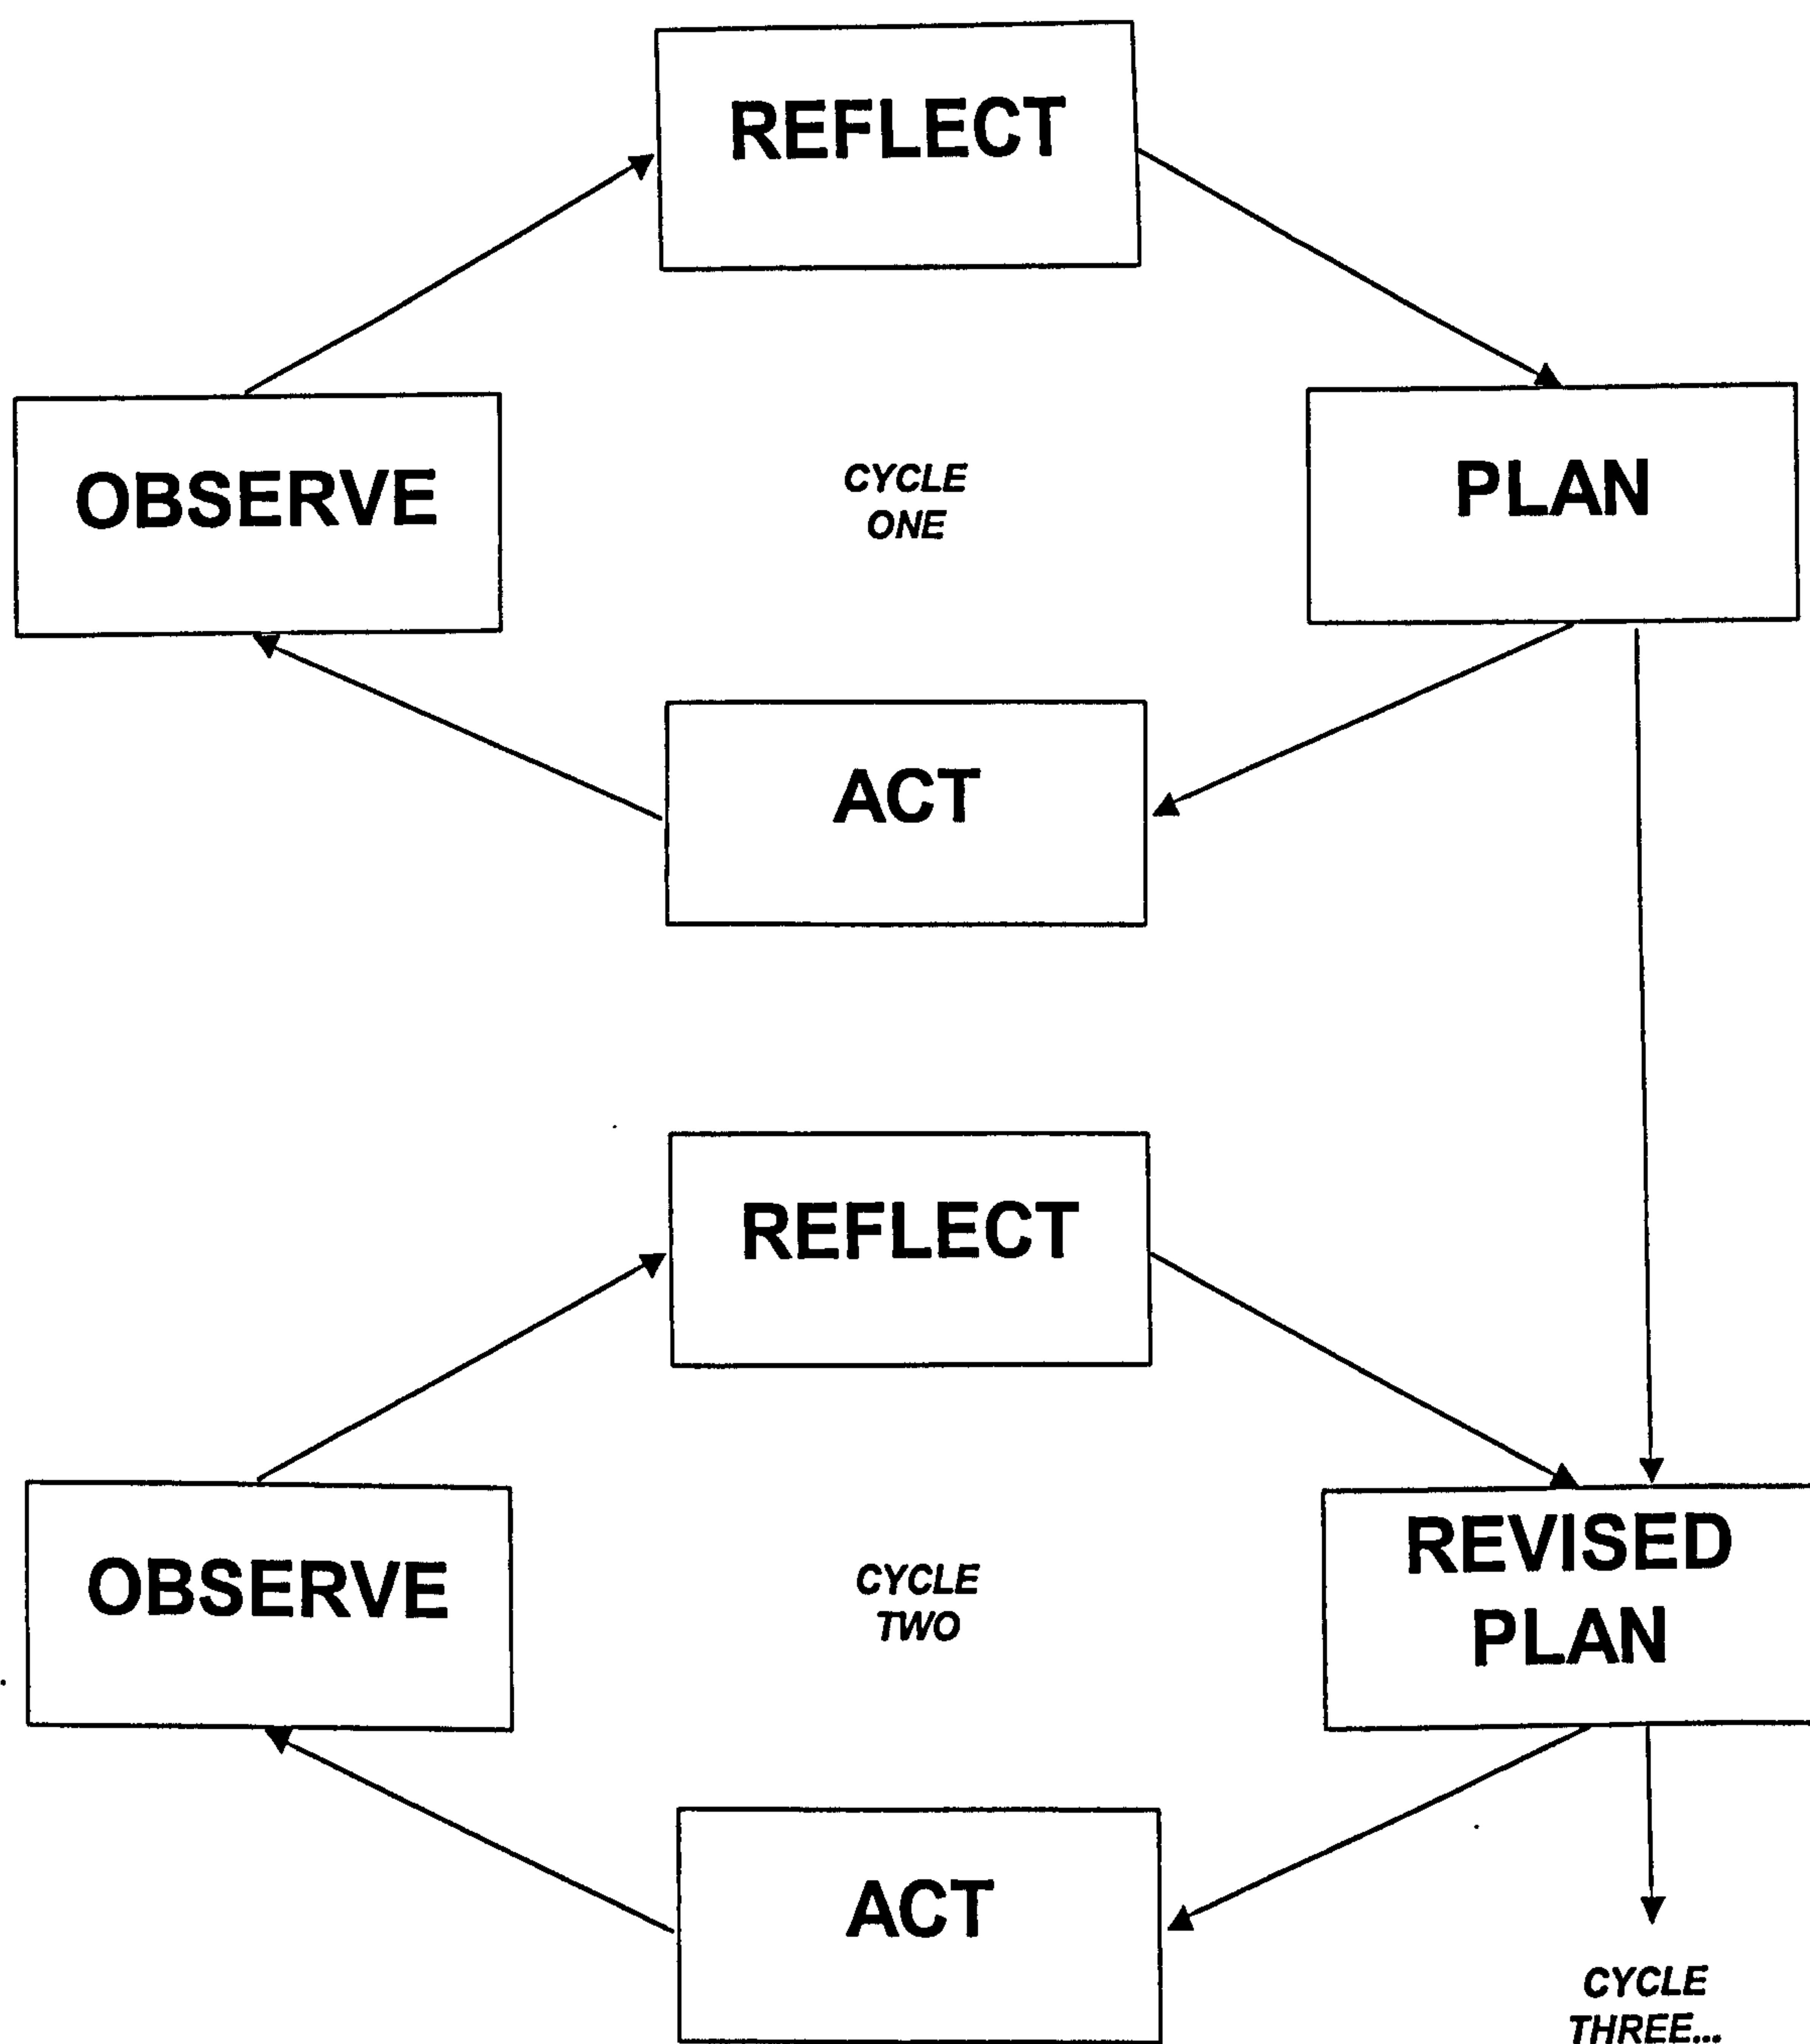 REFLECT
OBSERVE
CYCLE
ONE
PLAN
ACT
REFLECT
OBSERVE
CYCLE
TWO
REVISED
PLAN
ACT
CYCLE
THREE...